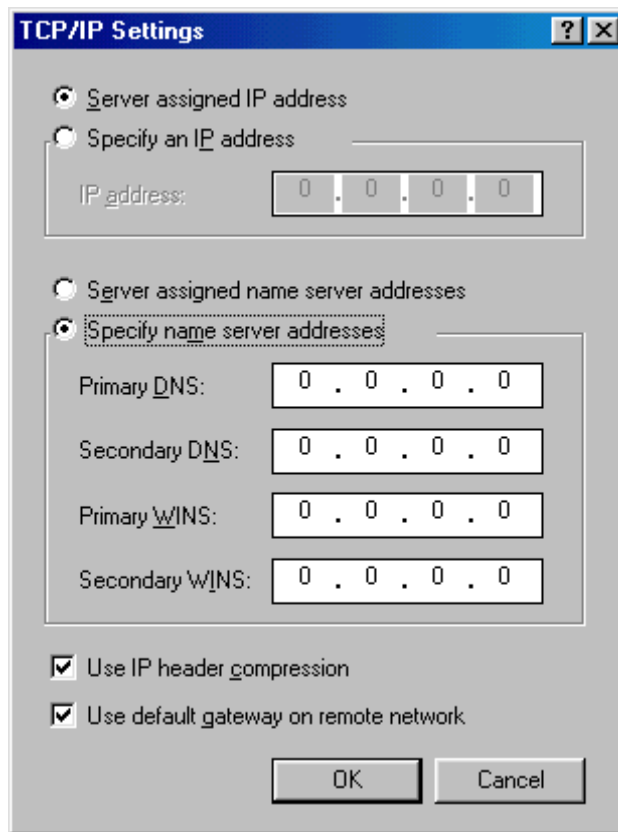 TCP/IP Settings
Server assigned IP address
Specify an IP address
IP address: 0 . 0 . 0 . 0
Server assigned name server addresses
Specify name server addresses
Primary DNS: 0 . 0 . 0 . 0
Secondary DNS: 0 . 0 . 0 . 0
Primary WINS: 0 . 0 . 0 . 0
Secondary WINS: 0 . 0 . 0 . 0
Use IP header compression
Use default gateway on remote network
OK Cancel